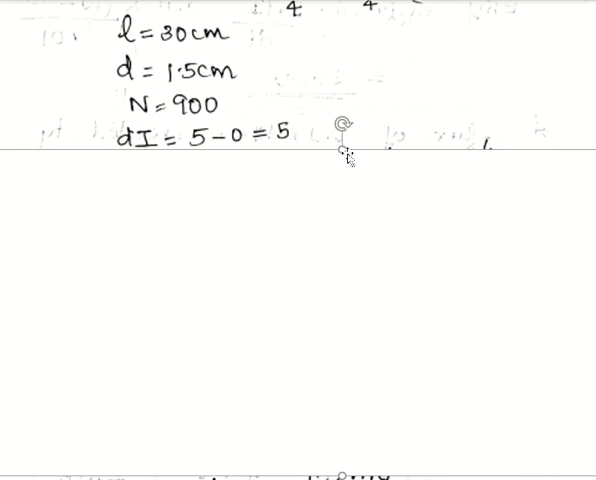 l = 30cm
d = 1.5cm
N = 900
dI = 5 - 0 = 5